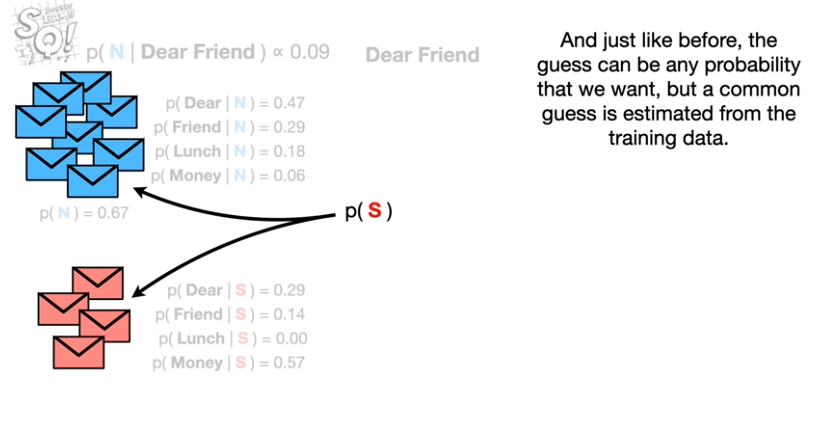 SQ!
p( N | Dear Friend ) ∝ 0.09
Dear Friend
And just like before, the
guess can be any probability
that we want, but a common
guess is estimated from the
training data.
p( Dear | N ) = 0.47
p( Friend | N ) = 0.29
p( Lunch | N ) = 0.18
p( Money | N ) = 0.06
p( N ) = 0.67
p( S )
p( Dear | S ) = 0.29
p( Friend | S ) = 0.14
p( Lunch | S ) = 0.00
p( Money | S ) = 0.57